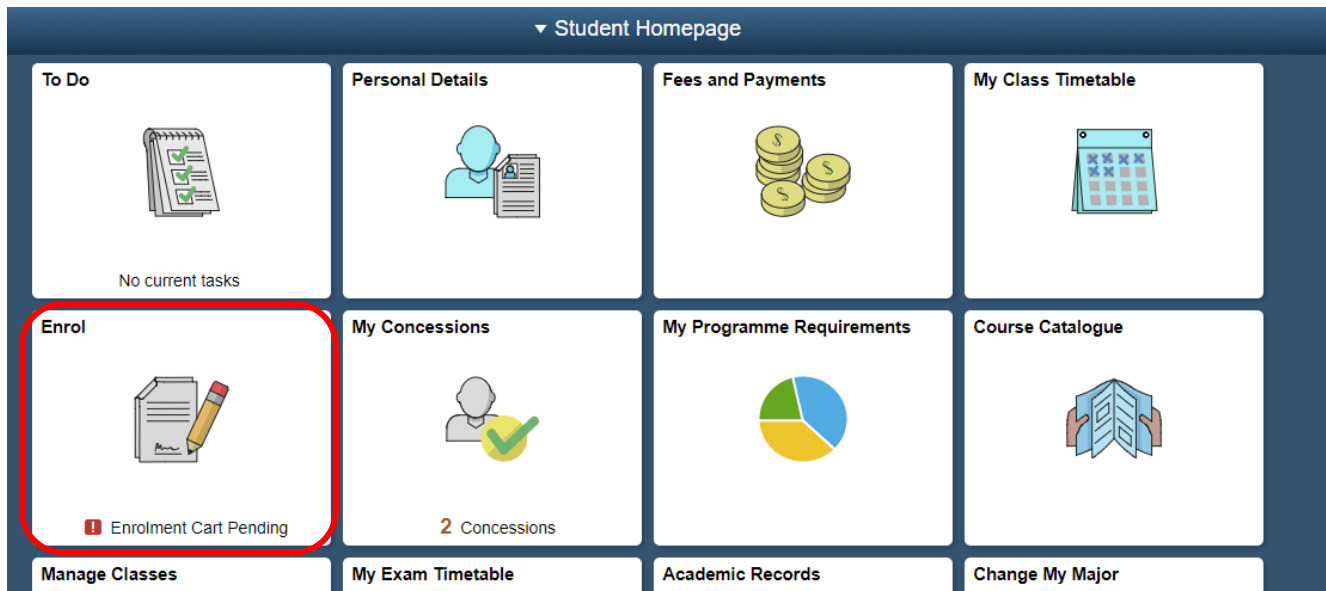 Student Homepage
To Do
Personal Details
Fees and Payments
My Class Timetable
No current tasks
Enrol
My Concessions
My Programme Requirements
Course Catalogue
Enrolment Cart Pending
2 Concessions
Manage Classes
My Exam Timetable
Academic Records
Change My Major